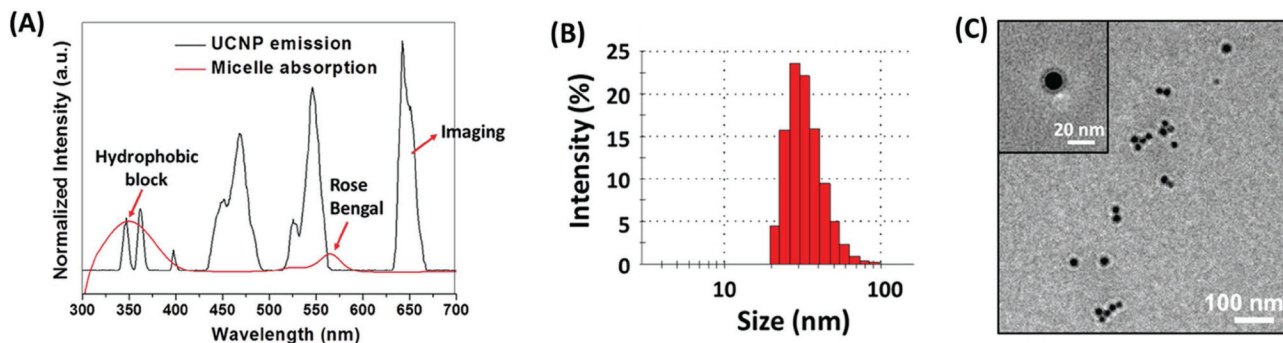 (A)
Normalized Intensity (a.u.)
UCNP emission
Micelle absorption
Hydrophobic
block
Rose
Bengal
Imaging
300 350 400 450 500 550 600 650 700
Wavelength (nm)
(B)
Intensity (%)
25
20
15
10
5
0
10 100
Size (nm)
(C)
20 nm
100 nm